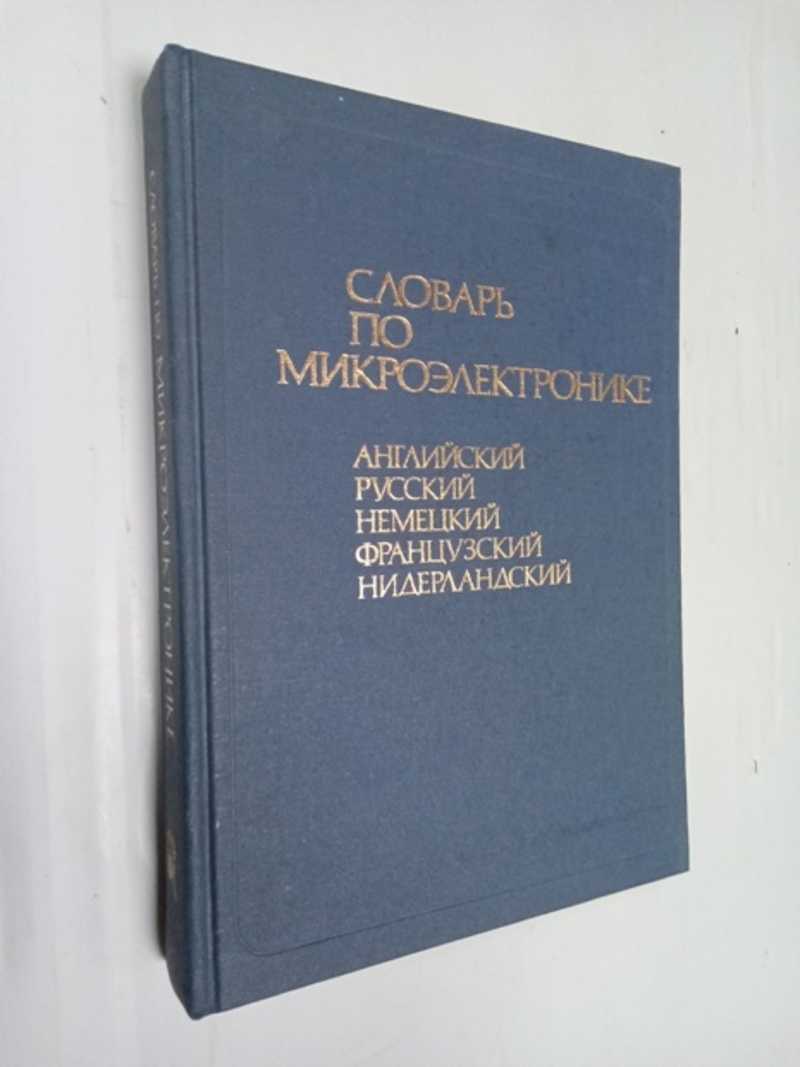 СЛОВАРЬ
ПО
МИКРОЭЛЕКТРОНИКЕ
АНГЛИЙСКИЙ
РУССКИЙ
НЕМЕЦКИЙ
ФРАНЦУЗСКИЙ
НИДЕРЛАНДСКИЙ
СЛОВАРЬ ПО МИКРОЭЛЕКТРОНИКЕ